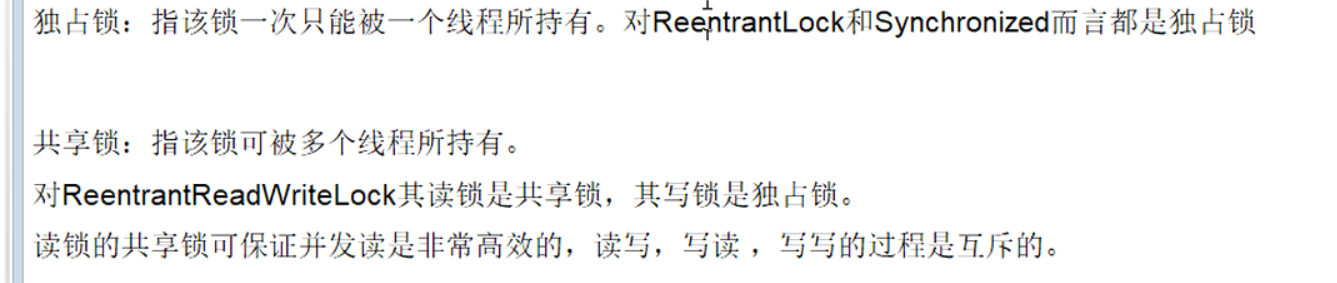 独占锁：指该锁一次只能被一个线程所持有。对ReentrantLock和Synchronized而言都是独占锁
共享锁：指该锁可被多个线程所持有。
对ReentrantReadWriteLock其读锁是共享锁，其写锁是独占锁。
读锁的共享锁可保证并发读是非常高效的，读写，写读 ，写写的过程是互斥的。